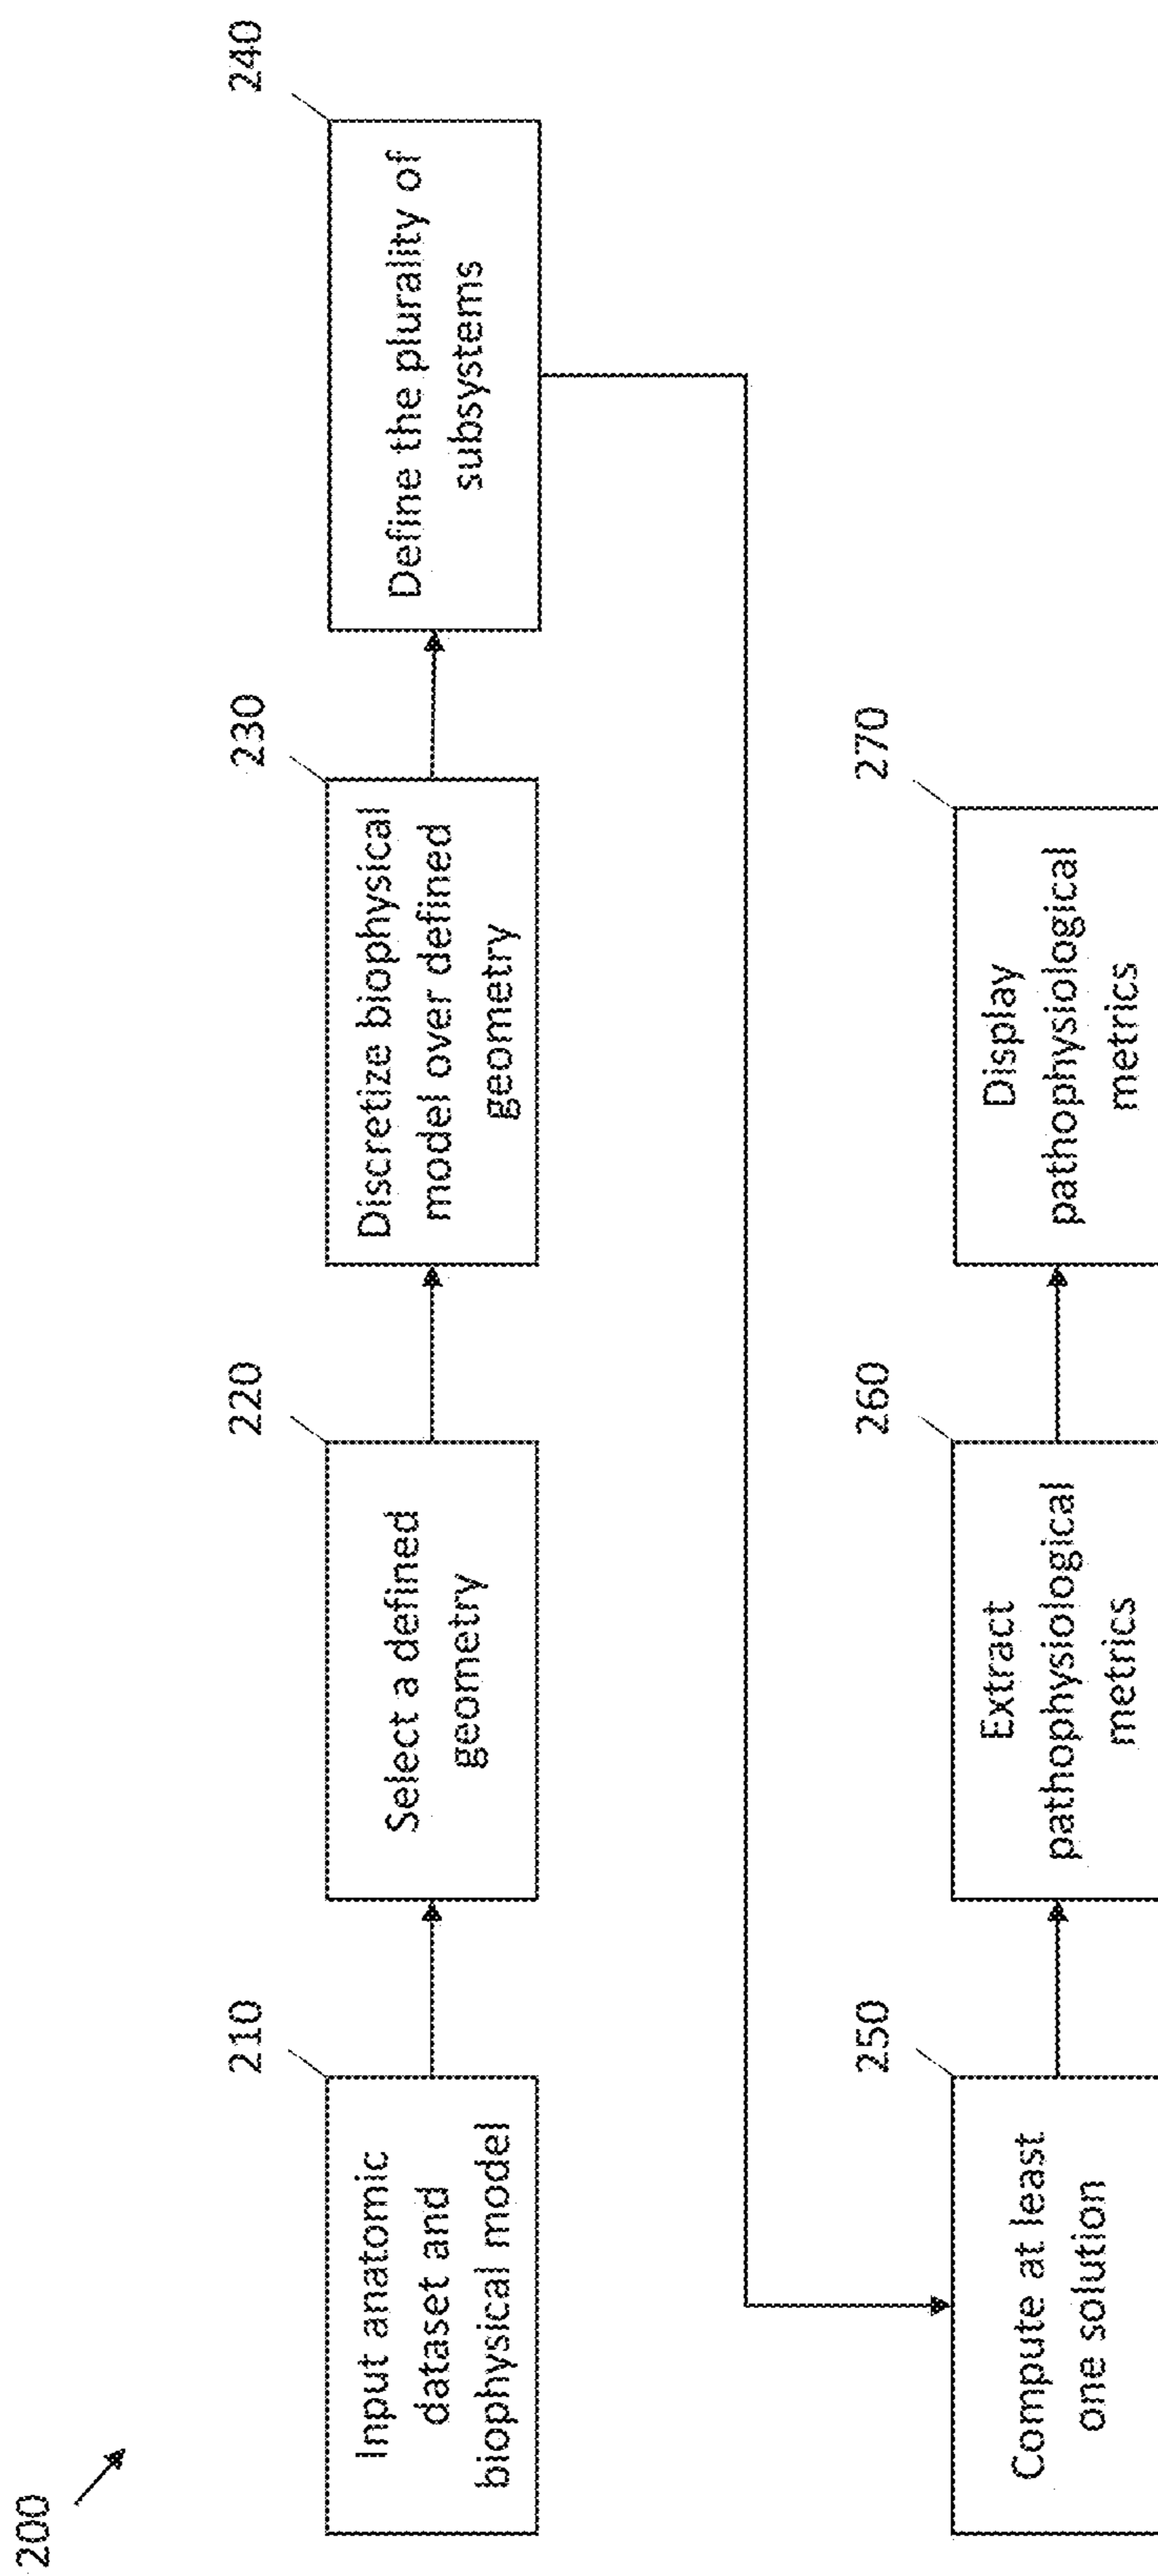 200
210
Input anatomic
dataset and
biophysical model
220
Select a defined
geometry
230
Discretize biophysical
model over defined
geometry
240
Define the plurality of
subsystems
250
Compute at least
one solution
260
Extract
pathophysiological
metrics
270
Display
pathophysiological
metrics